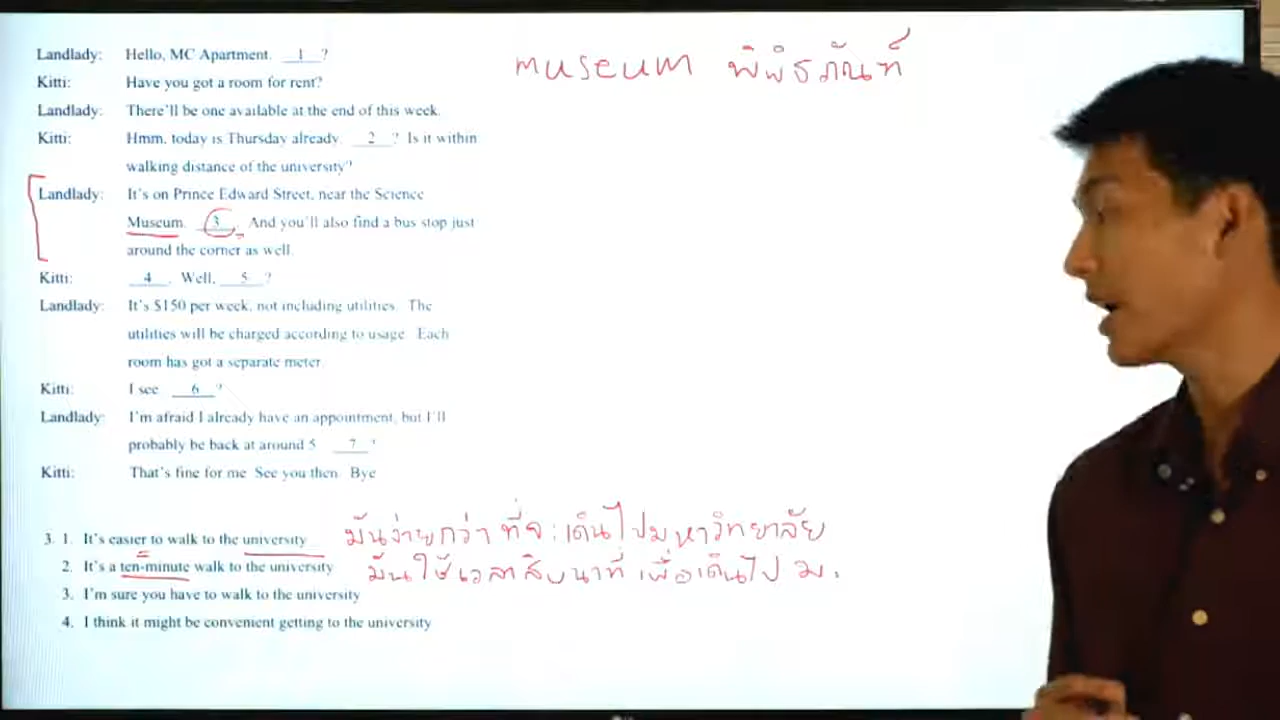 museum พิพิธภัณฑ์
Landlady: Hello, MC Apartment. 1 ?
Kitti: Have you got a room for rent?
Landlady: There'll be one available at the end of this week.
Kitti: Hmm, today is Thursday already. 2 ? Is it within
walking distance of the university?
Landlady: It's on Prince Edward Street, near the Science
Museum. 3 . And you'll also find a bus stop just
around the corner as well.
Kitti: 4 . Well, 5 ?
Landlady: It's $150 per week, not including utilities. The
utilities will be charged according to usage. Each
room has got a separate meter.
Kitti: I see. 6 ?
Landlady: I'm afraid I already have an appointment, but I'll
probably be back at around 5. 7 ?
Kitti: That's fine for me. See you then. Bye
3. 1. It's easier to walk to the university มันง่ายกว่า ที่จะเดินไปมหาวิทยาลัย
2. It's a ten-minute walk to the university มันใช้เวลาสิบนาที เพื่อเดินไป ม.
3. I'm sure you have to walk to the university
4. I think it might be convenient getting to the university